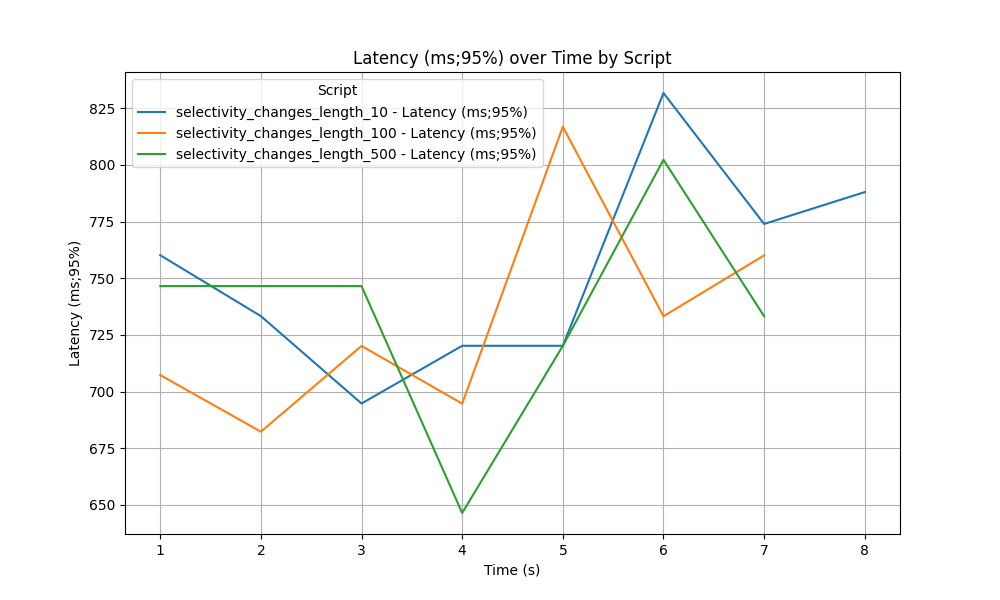 Latency (ms;95%) over Time by Script
Script
selectivity_changes_length_10 - Latency (ms;95%)
selectivity_changes_length_100 - Latency (ms;95%)
selectivity_changes_length_500 - Latency (ms;95%)
Latency (ms;95%)
825
800
775
750
725
700
675
650
1 2 3 4 5 6 7 8
Time (s)